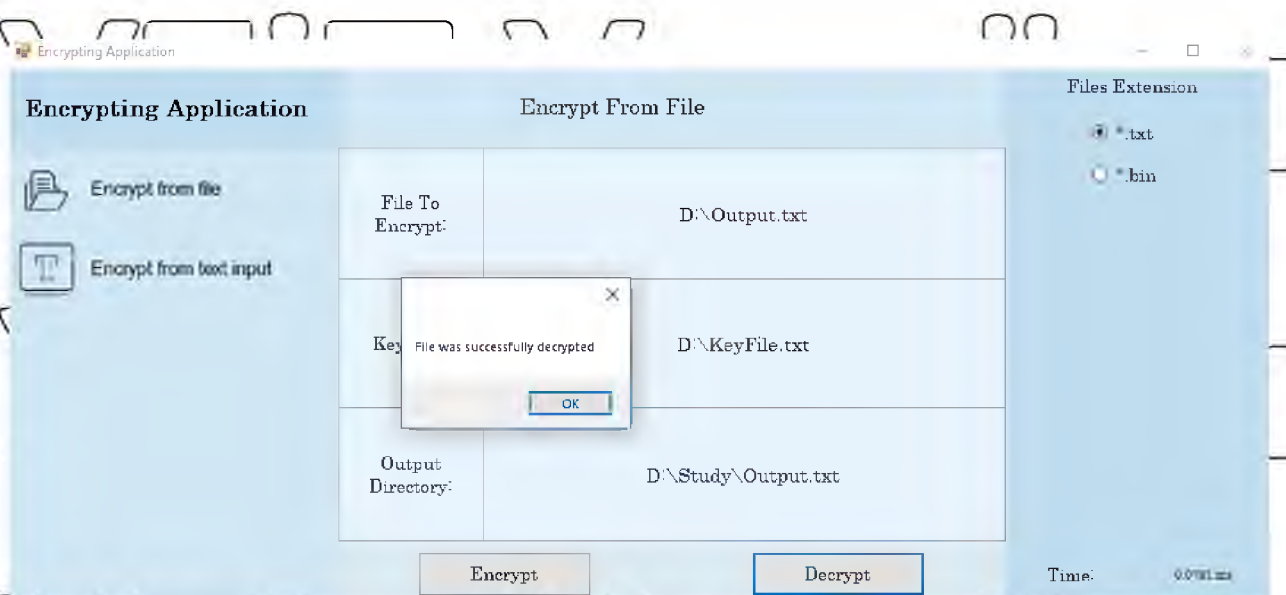 Encrypting Application
Encrypting Application
Encrypt From File
Files Extension
*.txt
*.bin
Encrypt from file
Encrypt from text input
File To
Encrypt:
D:\Output.txt
Key
D:\KeyFile.txt
File was successfully decrypted
OK
Output
Directory:
D:\Study\Output.txt
Encrypt
Decrypt
Time: